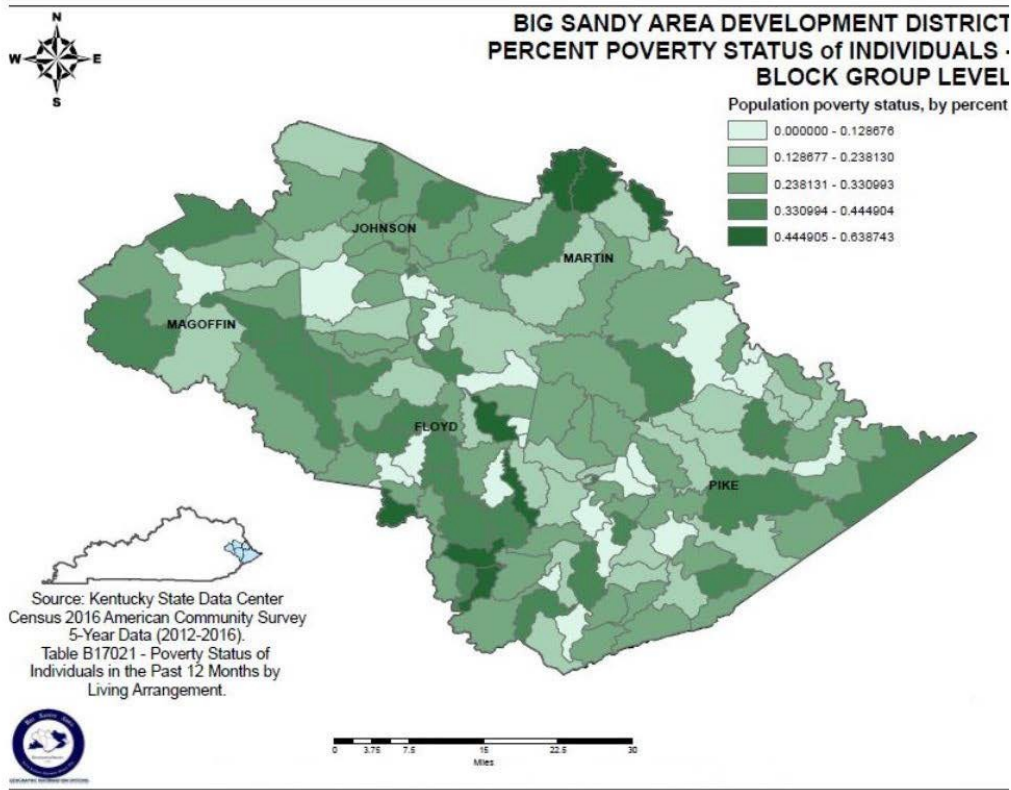 BIG SANDY AREA DEVELOPMENT DISTRICT
PERCENT POVERTY STATUS of INDIVIDUALS -
BLOCK GROUP LEVEL
N
W
E
S
Population poverty status, by percent
0.000000 - 0.128676
0.128677 - 0.238130
0.238131 - 0.330993
0.330994 - 0.444904
0.444905 - 0.638743
JOHNSON
MARTIN
MAGOFFIN
FLOYD
PIKE
Source: Kentucky State Data Center
Census 2016 American Community Survey
5-Year Data (2012-2016).
Table B17021 - Poverty Status of
Individuals in the Past 12 Months by
Living Arrangement.
0 3.75 7.5 15 22.5 30
Miles